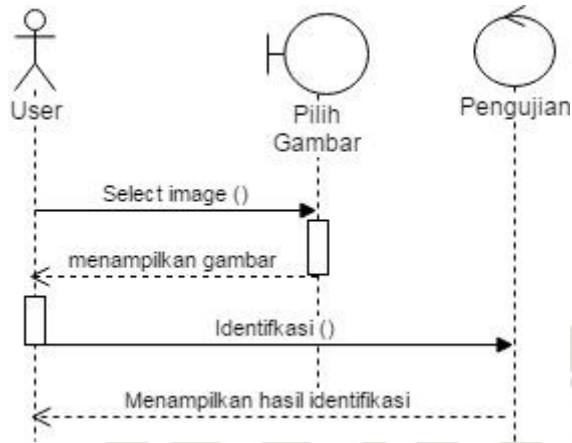 User
Pilih
Gambar
Pengujian
Select image ()
menampilkan gambar
Identifkasi ()
Menampilkan hasil identifikasi